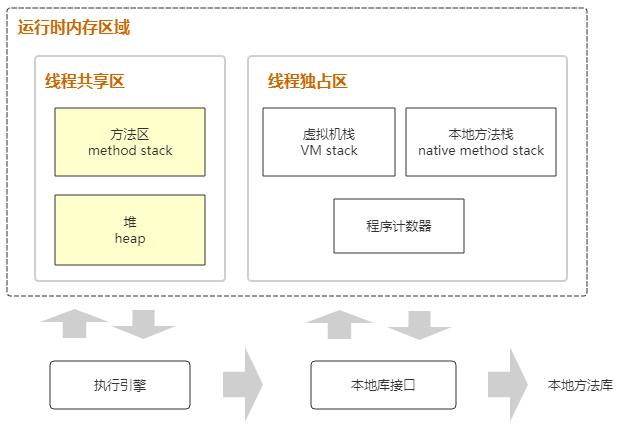 运行时内存区域
线程共享区
方法区
method stack
堆
heap
线程独占区
虚拟机栈
VM stack
本地方法栈
native method stack
程序计数器
执行引擎
本地库接口
本地方法库